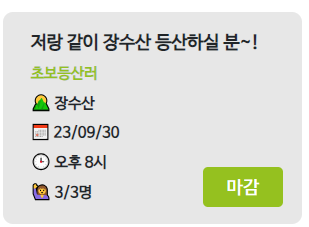 저랑 같이 장수산 등산하실 분~!
초보등산러
장수산
23/09/30
오후 8시
3/3명
마감